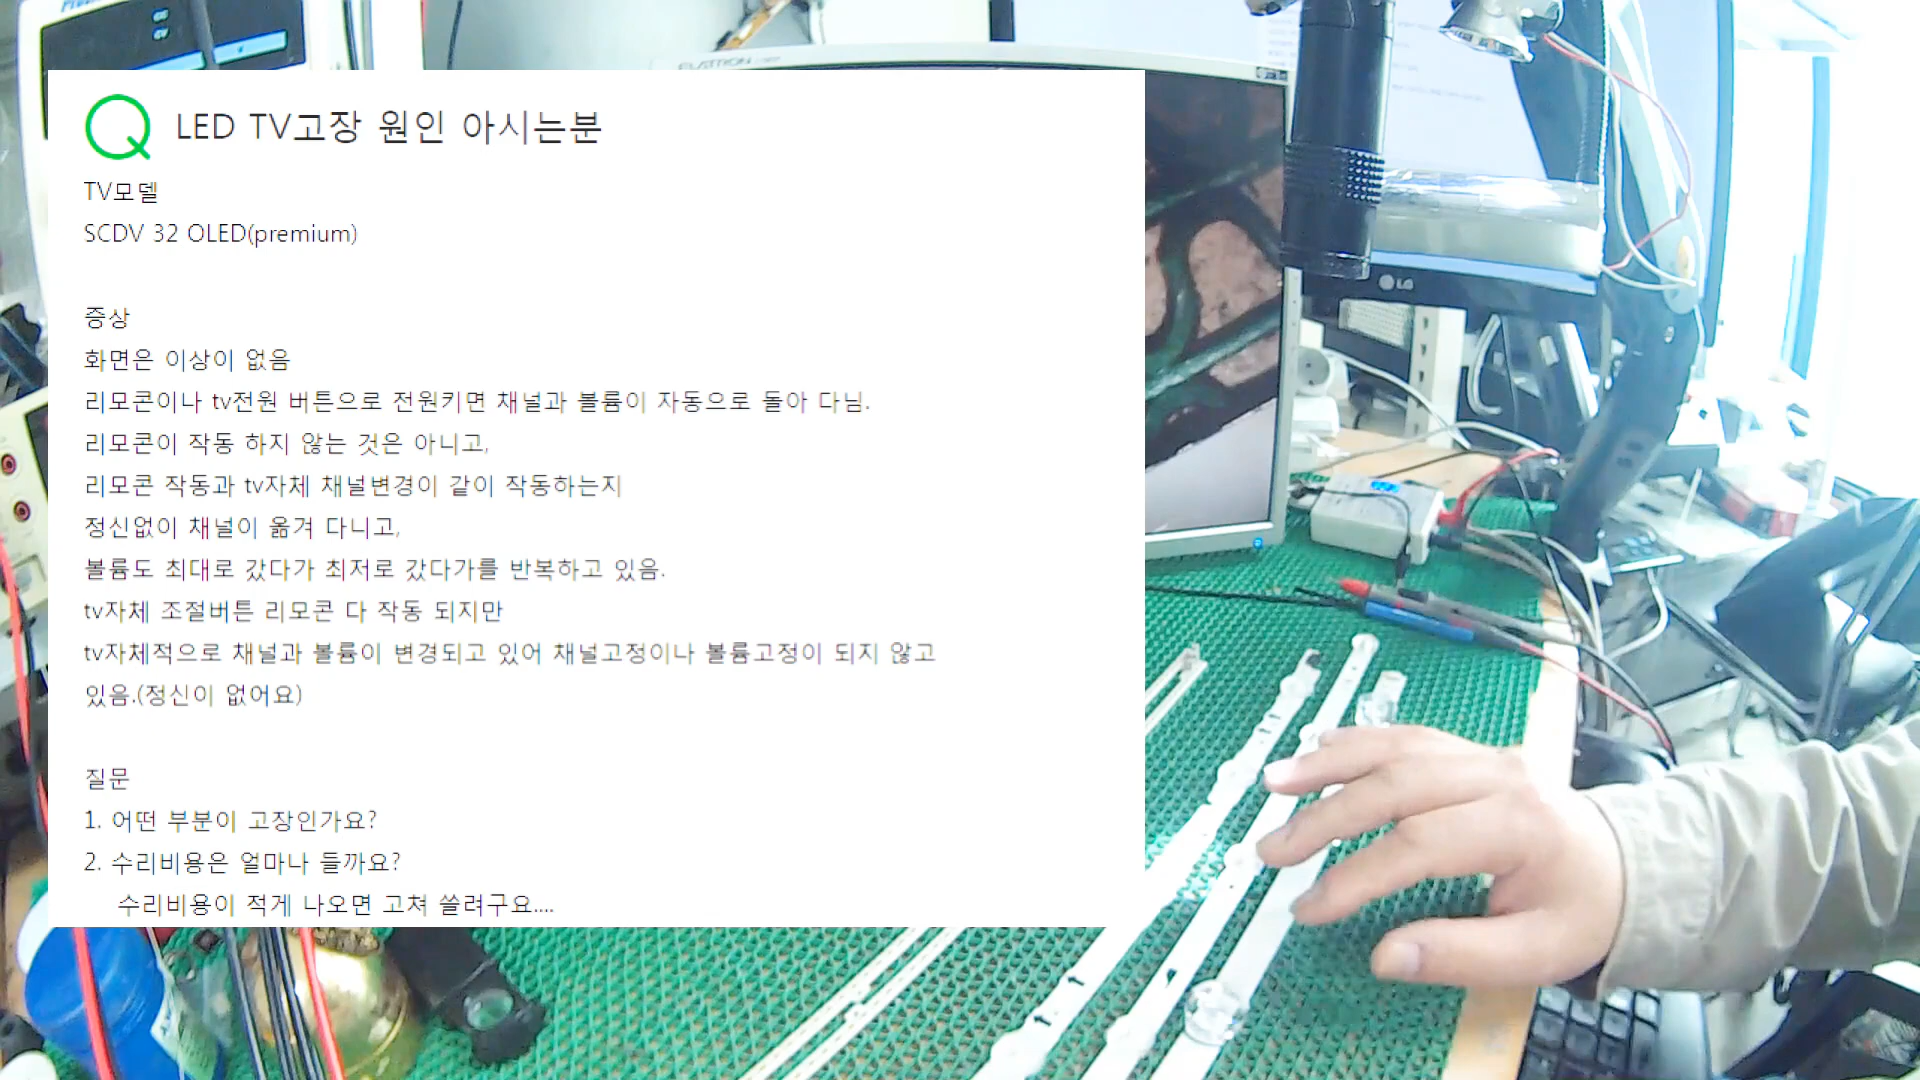 LED TV고장 원인 아시는분
TV모델
SCDV 32 OLED(premium)
증상
화면은 이상이 없음
리모콘이나 tv전원 버튼으로 전원키면 채널과 볼륨이 자동으로 돌아 다님.
리모콘이 작동 하지 않는 것은 아니고,
리모콘 작동과 tv자체 채널변경이 같이 작동하는지
정신없이 채널이 옮겨 다니고,
볼륨도 최대로 갔다가 최저로 갔다가를 반복하고 있음.
tv자체 조절버튼 리모콘 다 작동 되지만
tv자체적으로 채널과 볼륨이 변경되고 있어 채널고정이나 볼륨고정이 되지 않고
있음.(정신이 없어요)
질문
1. 어떤 부분이 고장인가요?
2. 수리비용은 얼마나 들까요?
수리비용이 적게 나오면 고쳐 쓸려구요....
LG